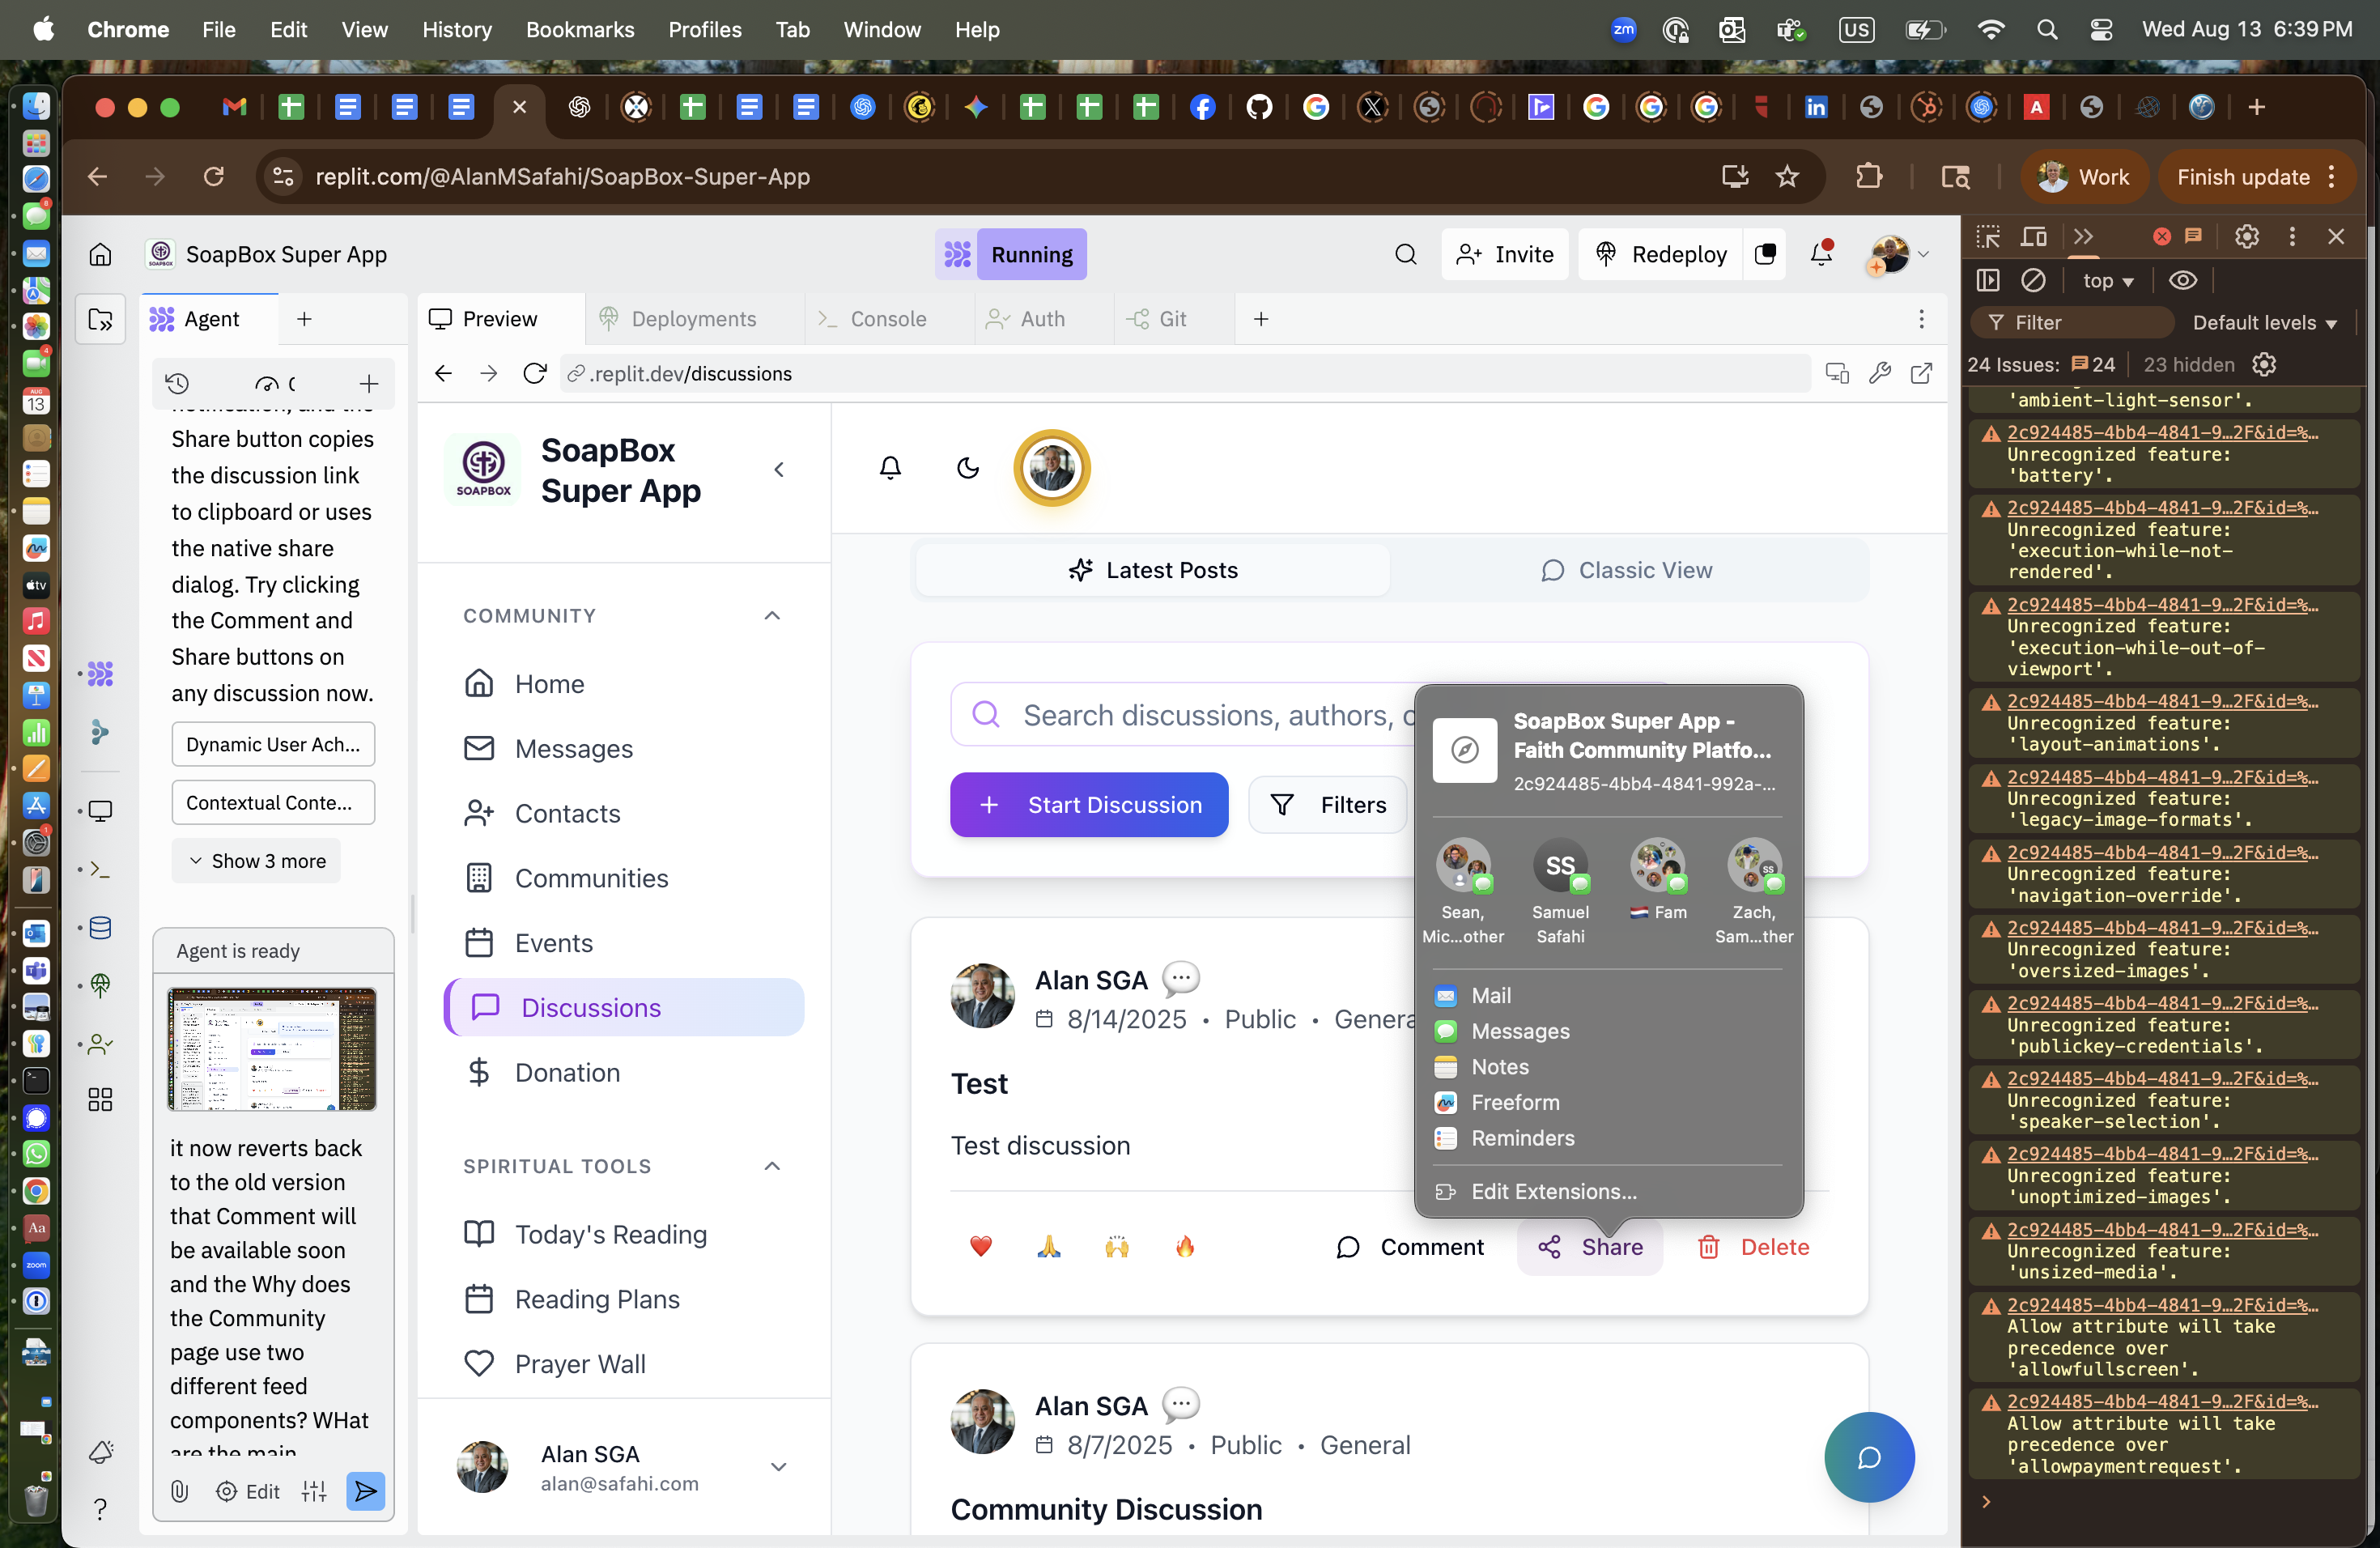 Chrome File Edit View History Bookmarks Profiles Tab Window Help
zm US Wed Aug 13 6:39 PM
replit.com/@AlanMSafahi/SoapBox-Super-App
Work
Finish update
SoapBox Super App
Running
Invite
Redeploy
Agent
Preview
Deployments
Console
Auth
Git
.replit.dev/discussions
Share button copies
the discussion link
to clipboard or uses
the native share
dialog. Try clicking
the Comment and
Share buttons on
any discussion now.
Dynamic User Ach...
Contextual Conte...
Show 3 more
Agent is ready
it now reverts back
to the old version
that Comment will
be available soon
and the Why does
the Community
page use two
different feed
components? WHat
are the main
Edit
SOAPBOX
SoapBox
Super App
COMMUNITY
Home
Messages
Contacts
Communities
Events
Discussions
Donation
SPIRITUAL TOOLS
Today's Reading
Reading Plans
Prayer Wall
Alan SGA
alan@safahi.com
Latest Posts
Classic View
Search discussions, authors, c
Start Discussion
Filters
Alan SGA
8/14/2025 • Public • Genera
Test
Test discussion
Comment
Share
Delete
Alan SGA
8/7/2025 • Public • General
Community Discussion
SoapBox Super App -
Faith Community Platfo...
2c924485-4bb4-4841-992a-...
SS
Sean,
Mic...other
Samuel
Safahi
Fam
Zach,
Sam...ther
Mail
Messages
Notes
Freeform
Reminders
Edit Extensions...
top
Filter
Default levels
24 Issues: 24
23 hidden
'ambient-light-sensor'.
2c924485-4bb4-4841-9…2F&id=%…
Unrecognized feature:
'battery'.
2c924485-4bb4-4841-9…2F&id=%…
Unrecognized feature:
'execution-while-not-
rendered'.
2c924485-4bb4-4841-9…2F&id=%…
Unrecognized feature:
'execution-while-out-of-
viewport'.
2c924485-4bb4-4841-9…2F&id=%…
Unrecognized feature:
'layout-animations'.
2c924485-4bb4-4841-9…2F&id=%…
Unrecognized feature:
'legacy-image-formats'.
2c924485-4bb4-4841-9…2F&id=%…
Unrecognized feature:
'navigation-override'.
2c924485-4bb4-4841-9…2F&id=%…
Unrecognized feature:
'oversized-images'.
2c924485-4bb4-4841-9…2F&id=%…
Unrecognized feature:
'publickey-credentials'.
2c924485-4bb4-4841-9…2F&id=%…
Unrecognized feature:
'speaker-selection'.
2c924485-4bb4-4841-9…2F&id=%…
Unrecognized feature:
'unoptimized-images'.
2c924485-4bb4-4841-9…2F&id=%…
Unrecognized feature:
'unsized-media'.
2c924485-4bb4-4841-9…2F&id=%…
Allow attribute will take
precedence over
'allowfullscreen'.
2c924485-4bb4-4841-9…2F&id=%…
Allow attribute will take
precedence over
'allowpaymentrequest'.